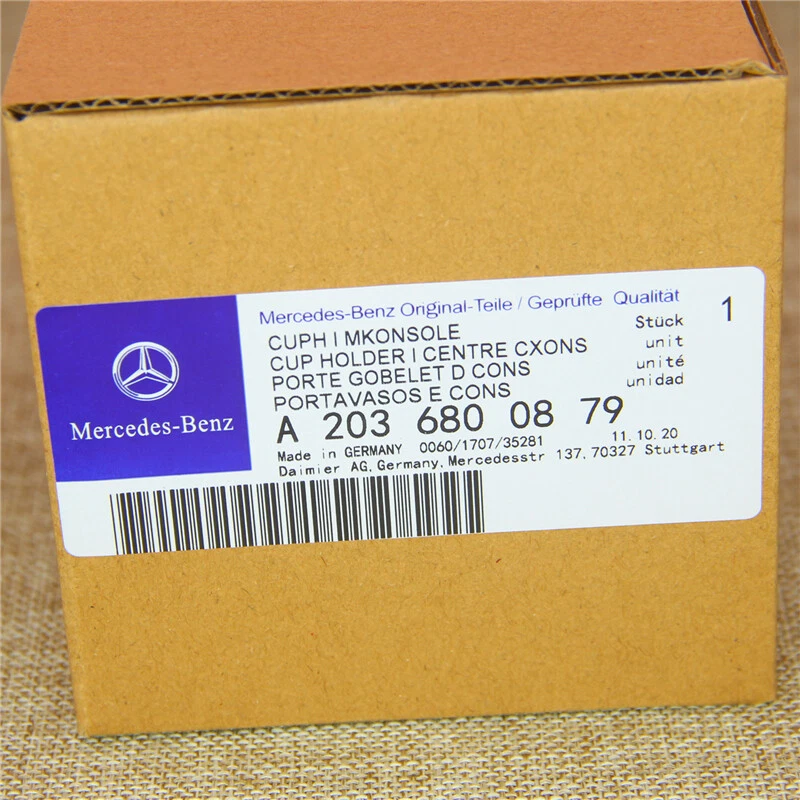 Mercedes-Benz
Mercedes-Benz Original-Teile / Geprüfte Qualität
CUPH I MKONSOLE
CUP HOLDER I CENTRE CXONS
PORTE GOBELET D CONS
PORTAVASOS E CONS
Stück 1
unit
unité
unidad
A 203 680 08 79
Made in GERMANY 0060/1707/35281 11.10.20
Daimier AG,Germany,Mercedesstr 137,70327 Stuttgart